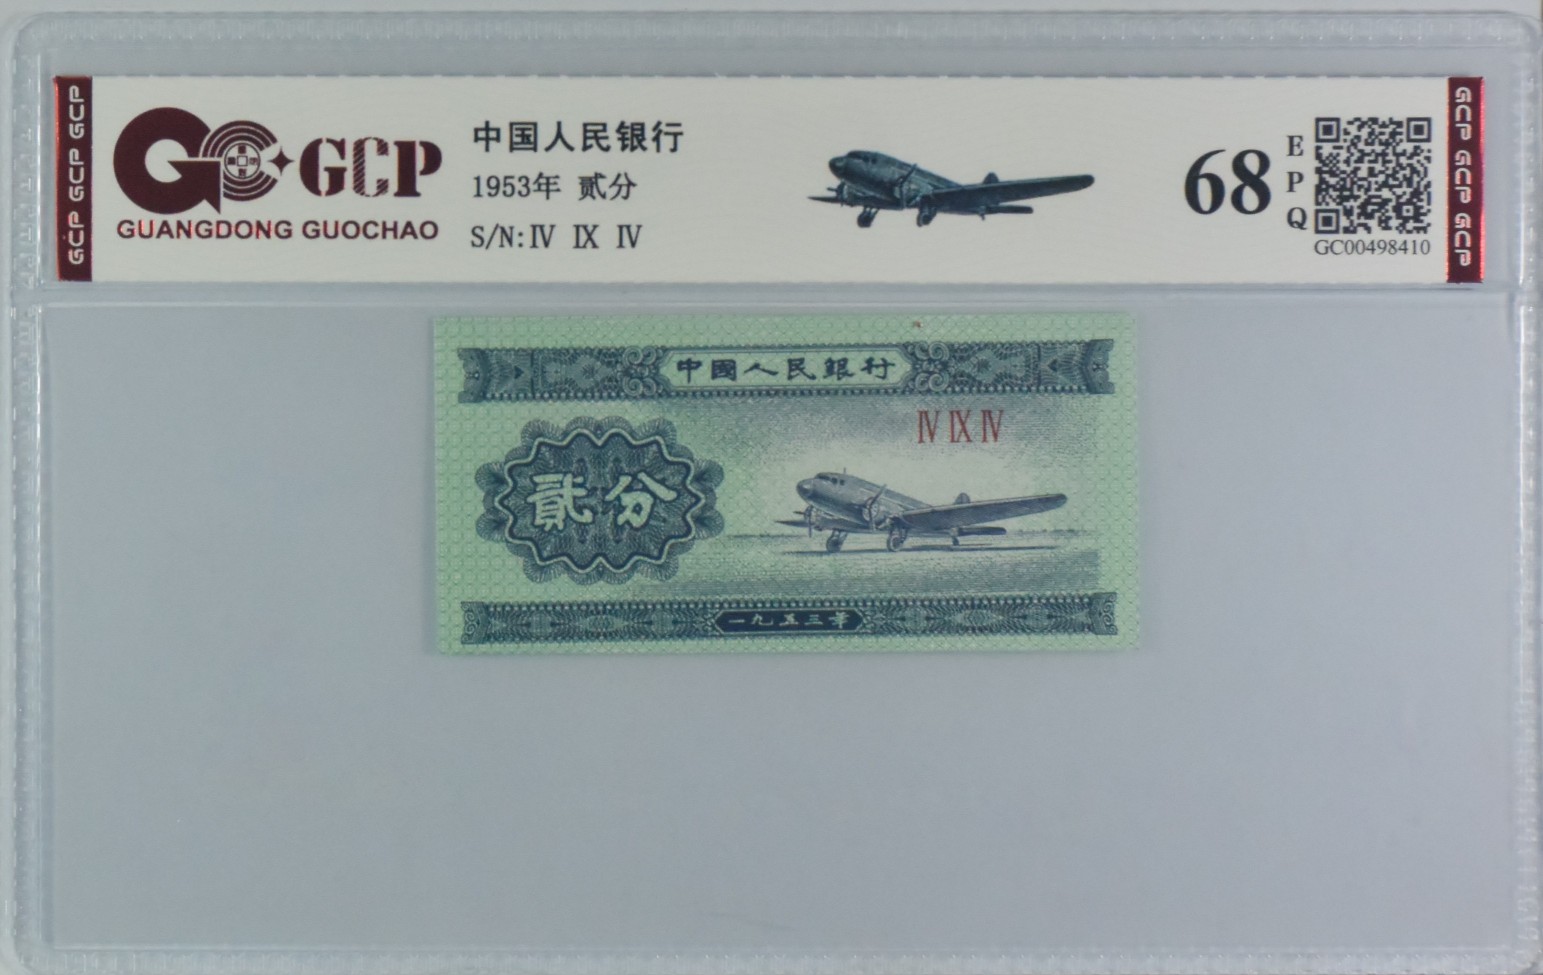 GCP GCP GCP
GCP
GUANGDONG GUOCHAO
中国人民银行
1953年 贰分
S/N:Ⅳ Ⅸ Ⅳ
68
E
P
Q
GC00498410
GCP GCP GCP
中國人民銀行
Ⅳ Ⅸ Ⅳ
貳分
一九五三年